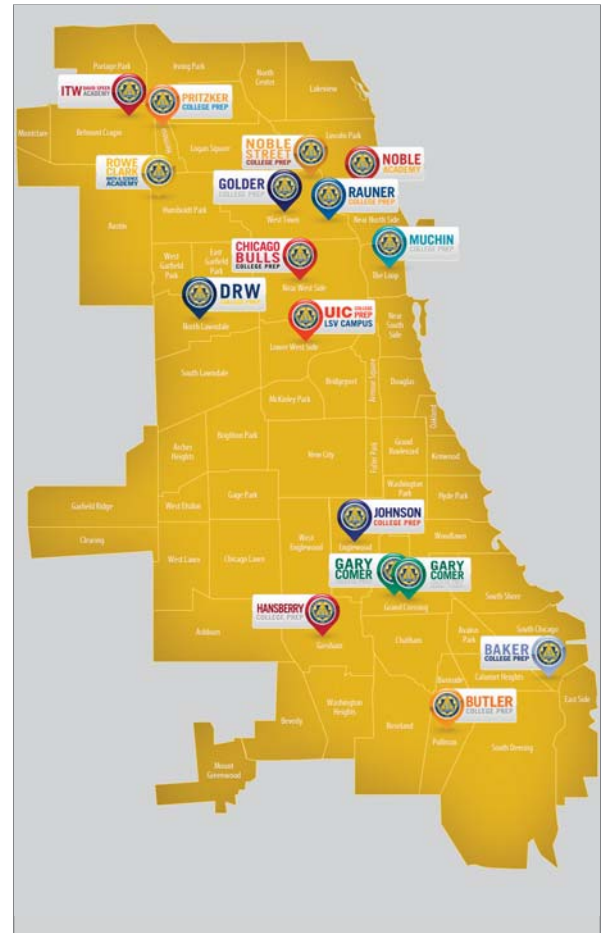 Portage Park
Irving Park
North
Center
Lakeview
ITW DAVID SPEER
ACADEMY
PRITZKER
COLLEGE PREP
Montclare
Belmont Cragin
Hermosa
Logan Square
NOBLE
STREET
COLLEGE PREP
Lincoln Park
NOBLE
ACADEMY
ROWE
CLARK
MATH & SCIENCE
ACADEMY
GOLDER
COLLEGE PREP
RAUNER
COLLEGE PREP
Humboldt Park
West Town
Near North Side
Austin
MUCHIN
COLLEGE PREP
West
Garfield
Park
East
Garfield
Park
CHICAGO
BULLS
COLLEGE PREP
The Loop
Near West Side
DRW
COLLEGE PREP
UIC COLLEGE
PREP
LSV CAMPUS
North Lawndale
Near
South
Side
Lower West Side
South Lawndale
Bridgeport
Armour Square
Douglas
McKinley Park
Oakland
Archer
Heights
Brighton Park
New City
Fuller Park
Grand
Boulevard
Kenwood
Washington
Park
Hyde Park
Garfield Ridge
West Elsdon
Gage Park
Clearing
West
Englewood
Englewood
JOHNSON
COLLEGE PREP
Woodlawn
West Lawn
Chicago Lawn
GARY
COMER
GARY
COMER
South Shore
HANSBERRY
COLLEGE PREP
Grand Crossing
Ashburn
Gresham
Chatham
Avalon
Park
South Chicago
BAKER
COLLEGE PREP
Burnside
Calumet Heights
East Side
Washington
Heights
Beverly
BUTLER
COLLEGE PREP
Roseland
Pullman
South Deering
Mount
Greenwood